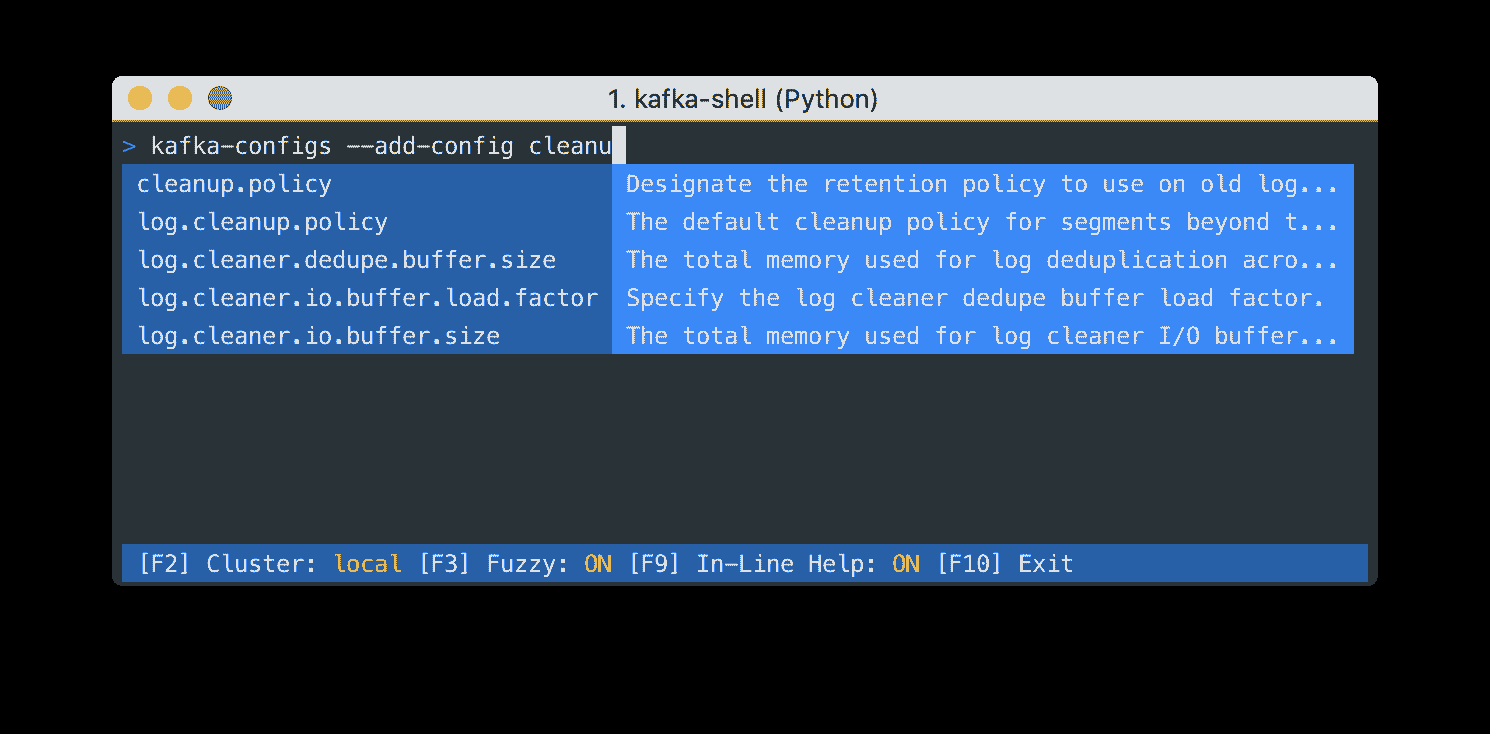 1. kafka-shell (Python)
> kafka-configs --add-config cleanu
cleanup.policy Designate the retention policy to use on old log...
log.cleanup.policy The default cleanup policy for segments beyond t...
log.cleaner.dedupe.buffer.size The total memory used for log deduplication acro...
log.cleaner.io.buffer.load.factor Specify the log cleaner dedupe buffer load factor.
log.cleaner.io.buffer.size The total memory used for log cleaner I/O buffer...
[F2] Cluster: local [F3] Fuzzy: ON [F9] In-Line Help: ON [F10] Exit